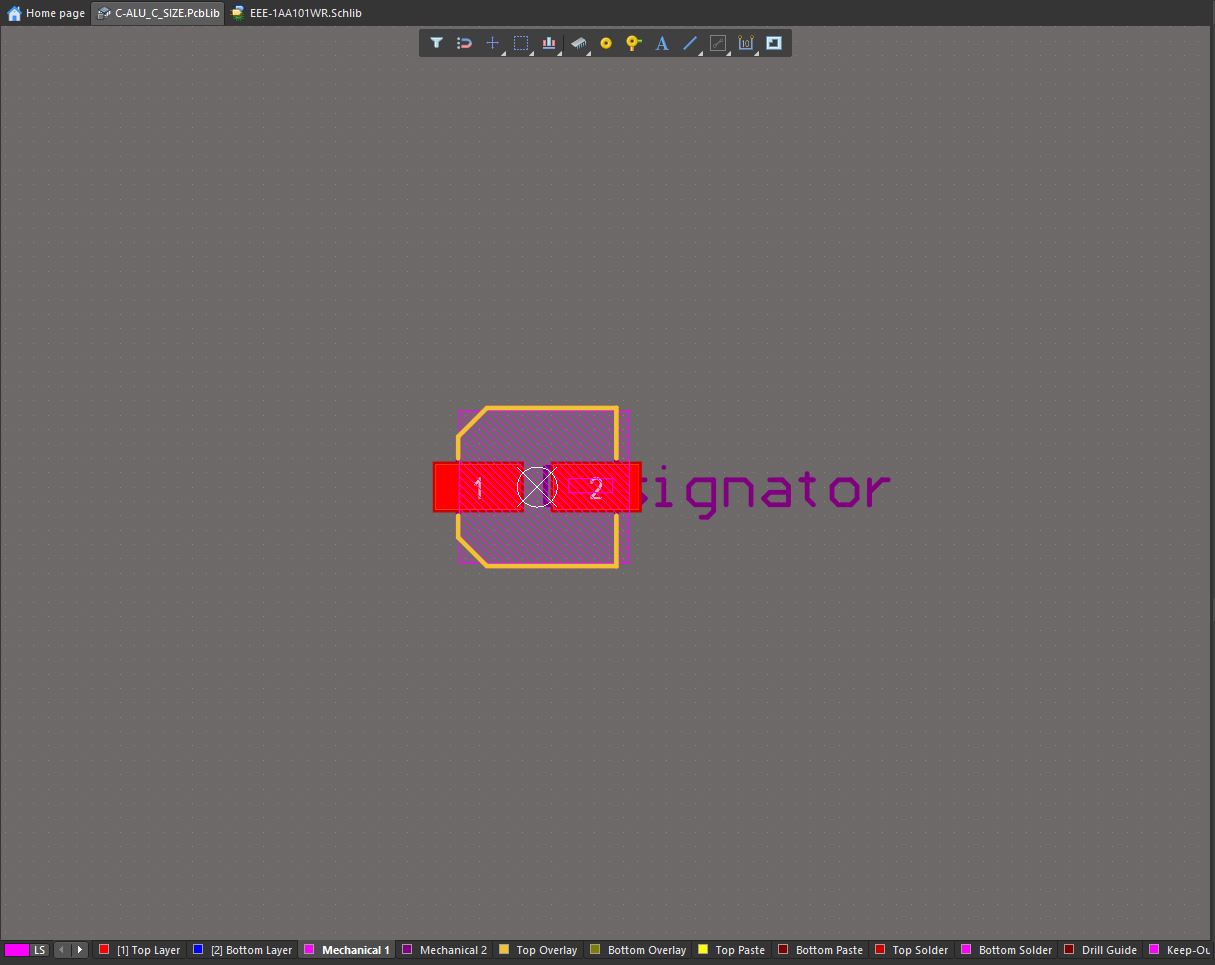 Home page
C-ALU_C_SIZE.PcbLib
EEE-1AA101WR.Schlib
10
1 2
signator
LS
[1] Top Layer
[2] Bottom Layer
Mechanical 1
Mechanical 2
Top Overlay
Bottom Overlay
Top Paste
Bottom Paste
Top Solder
Bottom Solder
Drill Guide
Keep-Ou